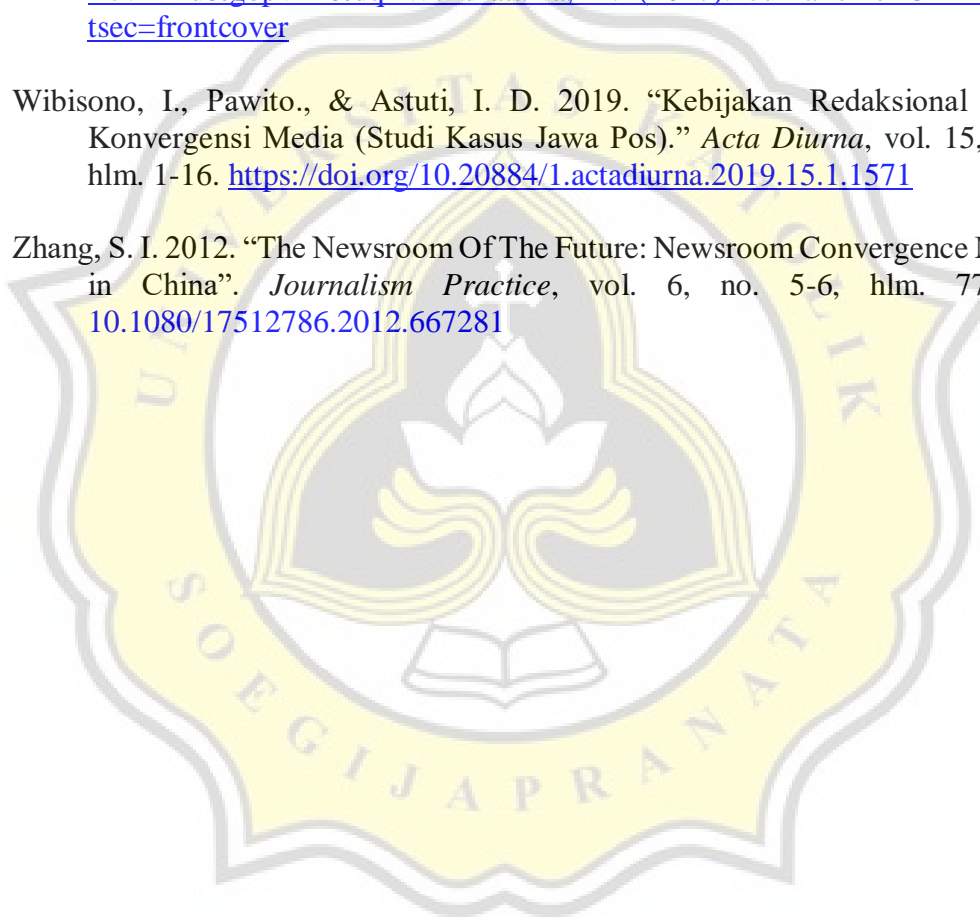 tsec=frontcover
Wibisono, I., Pawito., & Astuti, I. D. 2019. “Kebijakan Redaksional
Konvergensi Media (Studi Kasus Jawa Pos).” Acta Diurna, vol. 15,
hlm. 1-16. https://doi.org/10.20884/1.actadiurna.2019.15.1.1571
Zhang, S. I. 2012. “The Newsroom Of The Future: Newsroom Convergence
in China”. Journalism Practice, vol. 6, no. 5-6, hlm. 77
10.1080/17512786.2012.667281
UNIVERSITAS KATOLIK
SOEGIJAPRANATA